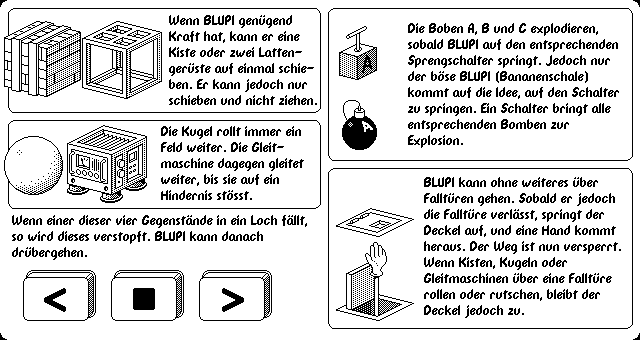 Wenn BLUPI genügend
Kraft hat, kann er eine
Kiste oder zwei Latten-
gerüste auf einmal schie-
ben. Er kann jedoch nur
schieben und nicht ziehen.
Die Kugel rollt immer ein
Feld weiter. Die Gleit-
maschine dagegen gleitet
weiter, bis sie auf ein
Hindernis stösst.
Wenn einer dieser vier Gegenstände in ein Loch fällt,
so wird dieses verstopft. BLUPI kann danach
drübergehen.
< ■ >
A
A
Die Boben A, B und C explodieren,
sobald BLUPI auf den entsprechenden
Sprengschalter springt. Jedoch nur
der böse BLUPI (Bananenschale)
kommt auf die Idee, auf den Schalter
zu springen. Ein Schalter bringt alle
entsprechenden Bomben zur
Explosion.
BLUPI kann ohne weiteres über
Falltüren gehen. Sobald er jedoch
die Falltüre verlässt, springt der
Deckel auf, und eine Hand kommt
heraus. Der Weg ist nun versperrt.
Wenn Kisten, Kugeln oder
Gleitmaschinen über eine Falltüre
rollen oder rutschen, bleibt der
Deckel jedoch zu.